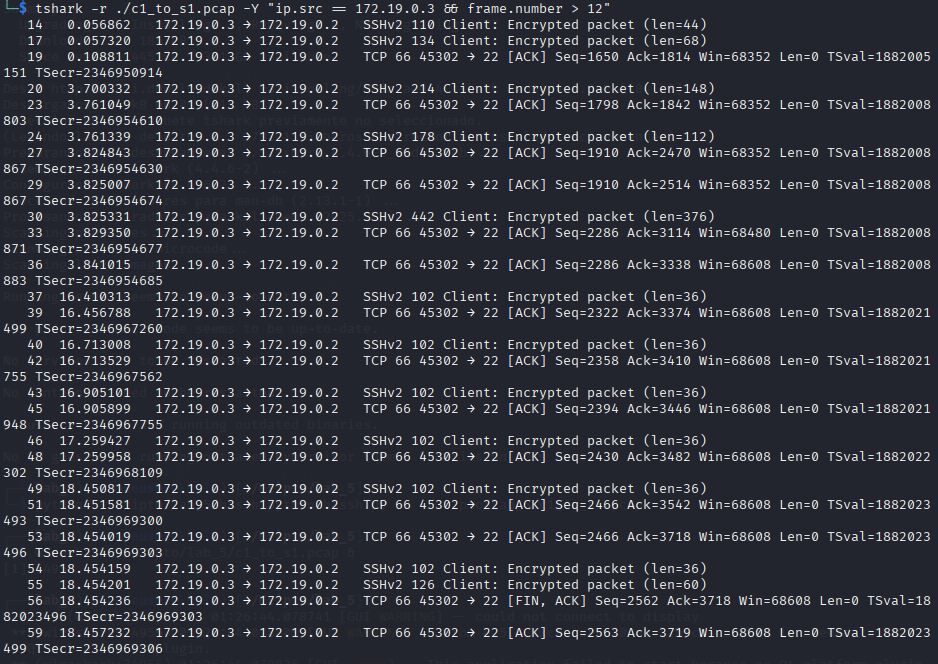 └─$ tshark -r ./c1_to_s1.pcap -Y "ip.src == 172.19.0.3 && frame.number > 12"
14 0.056862 172.19.0.3 → 172.19.0.2 SSHv2 110 Client: Encrypted packet (len=44)
17 0.057320 172.19.0.3 → 172.19.0.2 SSHv2 134 Client: Encrypted packet (len=68)
19 0.108811 172.19.0.3 → 172.19.0.2 TCP 66 45302 → 22 [ACK] Seq=1650 Ack=1814 Win=68352 Len=0 TSval=1882005
151 TSecr=2346950914
20 3.700332 172.19.0.3 → 172.19.0.2 SSHv2 214 Client: Encrypted packet (len=148)
23 3.761049 172.19.0.3 → 172.19.0.2 TCP 66 45302 → 22 [ACK] Seq=1798 Ack=1842 Win=68352 Len=0 TSval=1882008
803 TSecr=2346954610
24 3.761339 172.19.0.3 → 172.19.0.2 SSHv2 178 Client: Encrypted packet (len=112)
27 3.824843 172.19.0.3 → 172.19.0.2 TCP 66 45302 → 22 [ACK] Seq=1910 Ack=2470 Win=68352 Len=0 TSval=1882008
867 TSecr=2346954630
29 3.825007 172.19.0.3 → 172.19.0.2 TCP 66 45302 → 22 [ACK] Seq=1910 Ack=2514 Win=68352 Len=0 TSval=1882008
867 TSecr=2346954674
30 3.825331 172.19.0.3 → 172.19.0.2 SSHv2 442 Client: Encrypted packet (len=376)
33 3.829350 172.19.0.3 → 172.19.0.2 TCP 66 45302 → 22 [ACK] Seq=2286 Ack=3114 Win=68480 Len=0 TSval=1882008
871 TSecr=2346954677
36 3.841015 172.19.0.3 → 172.19.0.2 TCP 66 45302 → 22 [ACK] Seq=2286 Ack=3338 Win=68608 Len=0 TSval=1882008
883 TSecr=2346954685
37 16.410313 172.19.0.3 → 172.19.0.2 SSHv2 102 Client: Encrypted packet (len=36)
39 16.456788 172.19.0.3 → 172.19.0.2 TCP 66 45302 → 22 [ACK] Seq=2322 Ack=3374 Win=68608 Len=0 TSval=1882021
499 TSecr=2346967260
40 16.713008 172.19.0.3 → 172.19.0.2 SSHv2 102 Client: Encrypted packet (len=36)
42 16.713529 172.19.0.3 → 172.19.0.2 TCP 66 45302 → 22 [ACK] Seq=2358 Ack=3410 Win=68608 Len=0 TSval=1882021
755 TSecr=2346967562
43 16.905101 172.19.0.3 → 172.19.0.2 SSHv2 102 Client: Encrypted packet (len=36)
45 16.905899 172.19.0.3 → 172.19.0.2 TCP 66 45302 → 22 [ACK] Seq=2394 Ack=3446 Win=68608 Len=0 TSval=1882021
948 TSecr=2346967755
46 17.259427 172.19.0.3 → 172.19.0.2 SSHv2 102 Client: Encrypted packet (len=36)
48 17.259958 172.19.0.3 → 172.19.0.2 TCP 66 45302 → 22 [ACK] Seq=2430 Ack=3482 Win=68608 Len=0 TSval=1882022
302 TSecr=2346968109
49 18.450817 172.19.0.3 → 172.19.0.2 SSHv2 102 Client: Encrypted packet (len=36)
51 18.451581 172.19.0.3 → 172.19.0.2 TCP 66 45302 → 22 [ACK] Seq=2466 Ack=3542 Win=68608 Len=0 TSval=1882023
493 TSecr=2346969300
53 18.454019 172.19.0.3 → 172.19.0.2 TCP 66 45302 → 22 [ACK] Seq=2466 Ack=3718 Win=68608 Len=0 TSval=1882023
496 TSecr=2346969303
54 18.454159 172.19.0.3 → 172.19.0.2 SSHv2 102 Client: Encrypted packet (len=36)
55 18.454201 172.19.0.3 → 172.19.0.2 SSHv2 126 Client: Encrypted packet (len=60)
56 18.454236 172.19.0.3 → 172.19.0.2 TCP 66 45302 → 22 [FIN, ACK] Seq=2562 Ack=3718 Win=68608 Len=0 TSval=18
82023496 TSecr=2346969303
59 18.457232 172.19.0.3 → 172.19.0.2 TCP 66 45302 → 22 [ACK] Seq=2563 Ack=3719 Win=68608 Len=0 TSval=1882023
499 TSecr=2346969306